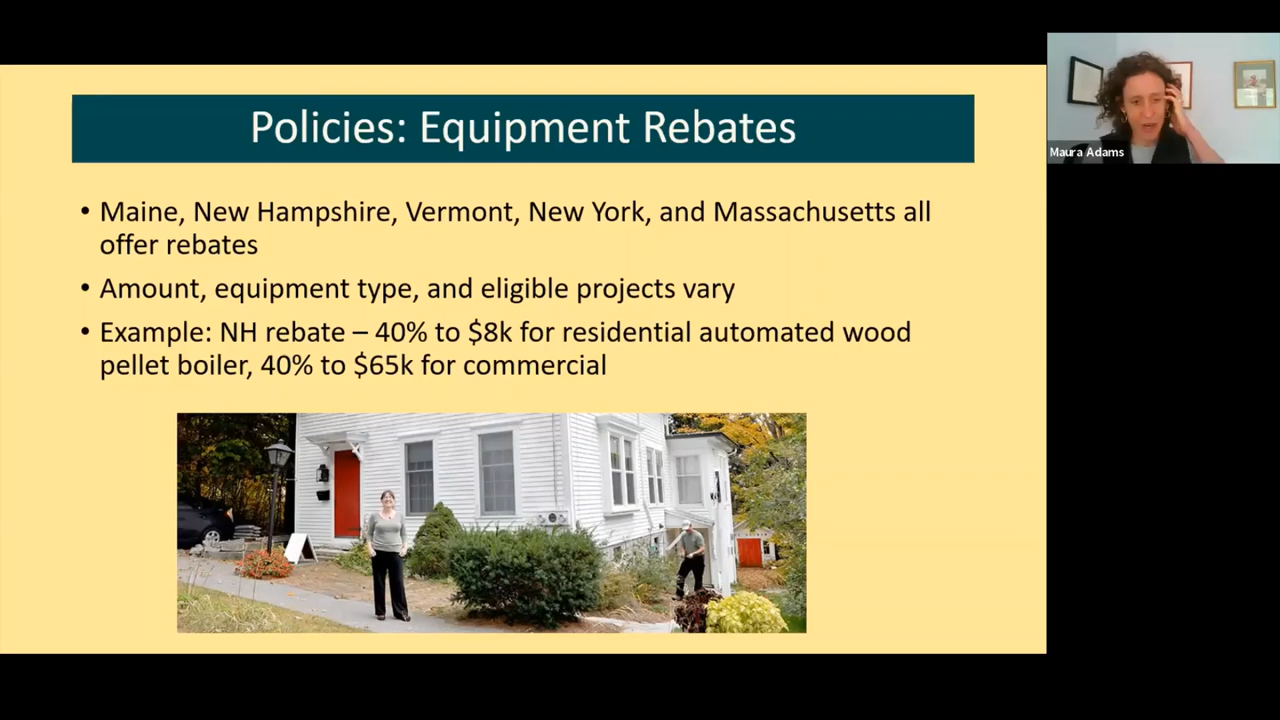 Policies: Equipment Rebates
Maura Adams
• Maine, New Hampshire, Vermont, New York, and Massachusetts all
offer rebates
• Amount, equipment type, and eligible projects vary
• Example: NH rebate – 40% to $8k for residential automated wood
pellet boiler, 40% to $65k for commercial